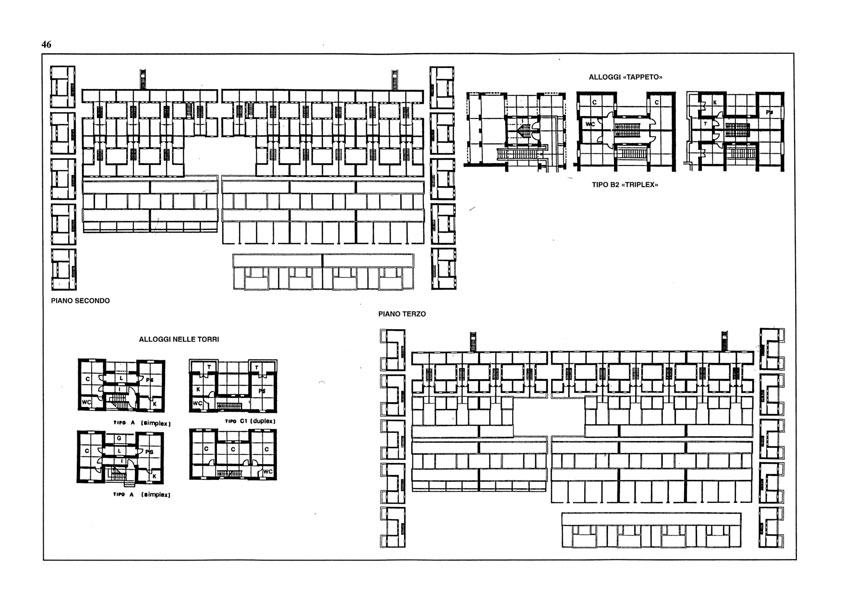 46
ALLOGGI «TAPPETO»
C
C
WC
K
T
Ps
TIPO B2 «TRIPLEX»
PIANO SECONDO
PIANO TERZO
ALLOGGI NELLE TORRI
C
L
PS
I
WC
K
TIPO A (simplex)
T
T
K
PS
WC
TIPO C1 (duplex)
G
C
L
PS
I
K
TIPO A (simplex)
C
C
C
WC